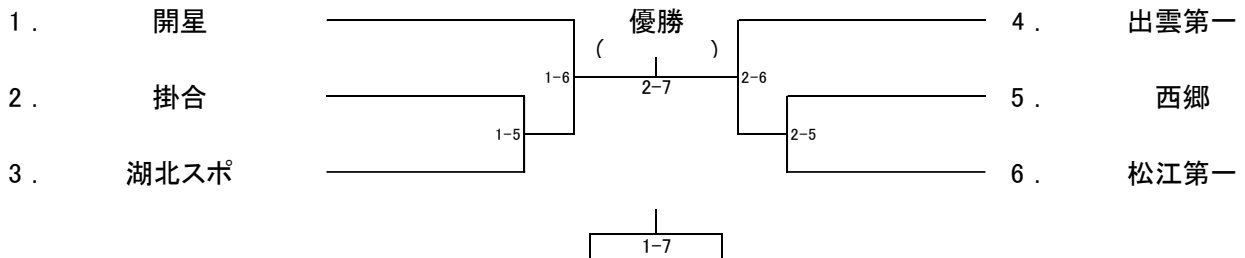 1. 開星 優勝 4. 出雲第一
( )
1-6 2-7 2-6
2. 掛合 5. 西郷
1-5 2-5
3. 湖北スポ 6. 松江第一
1-7